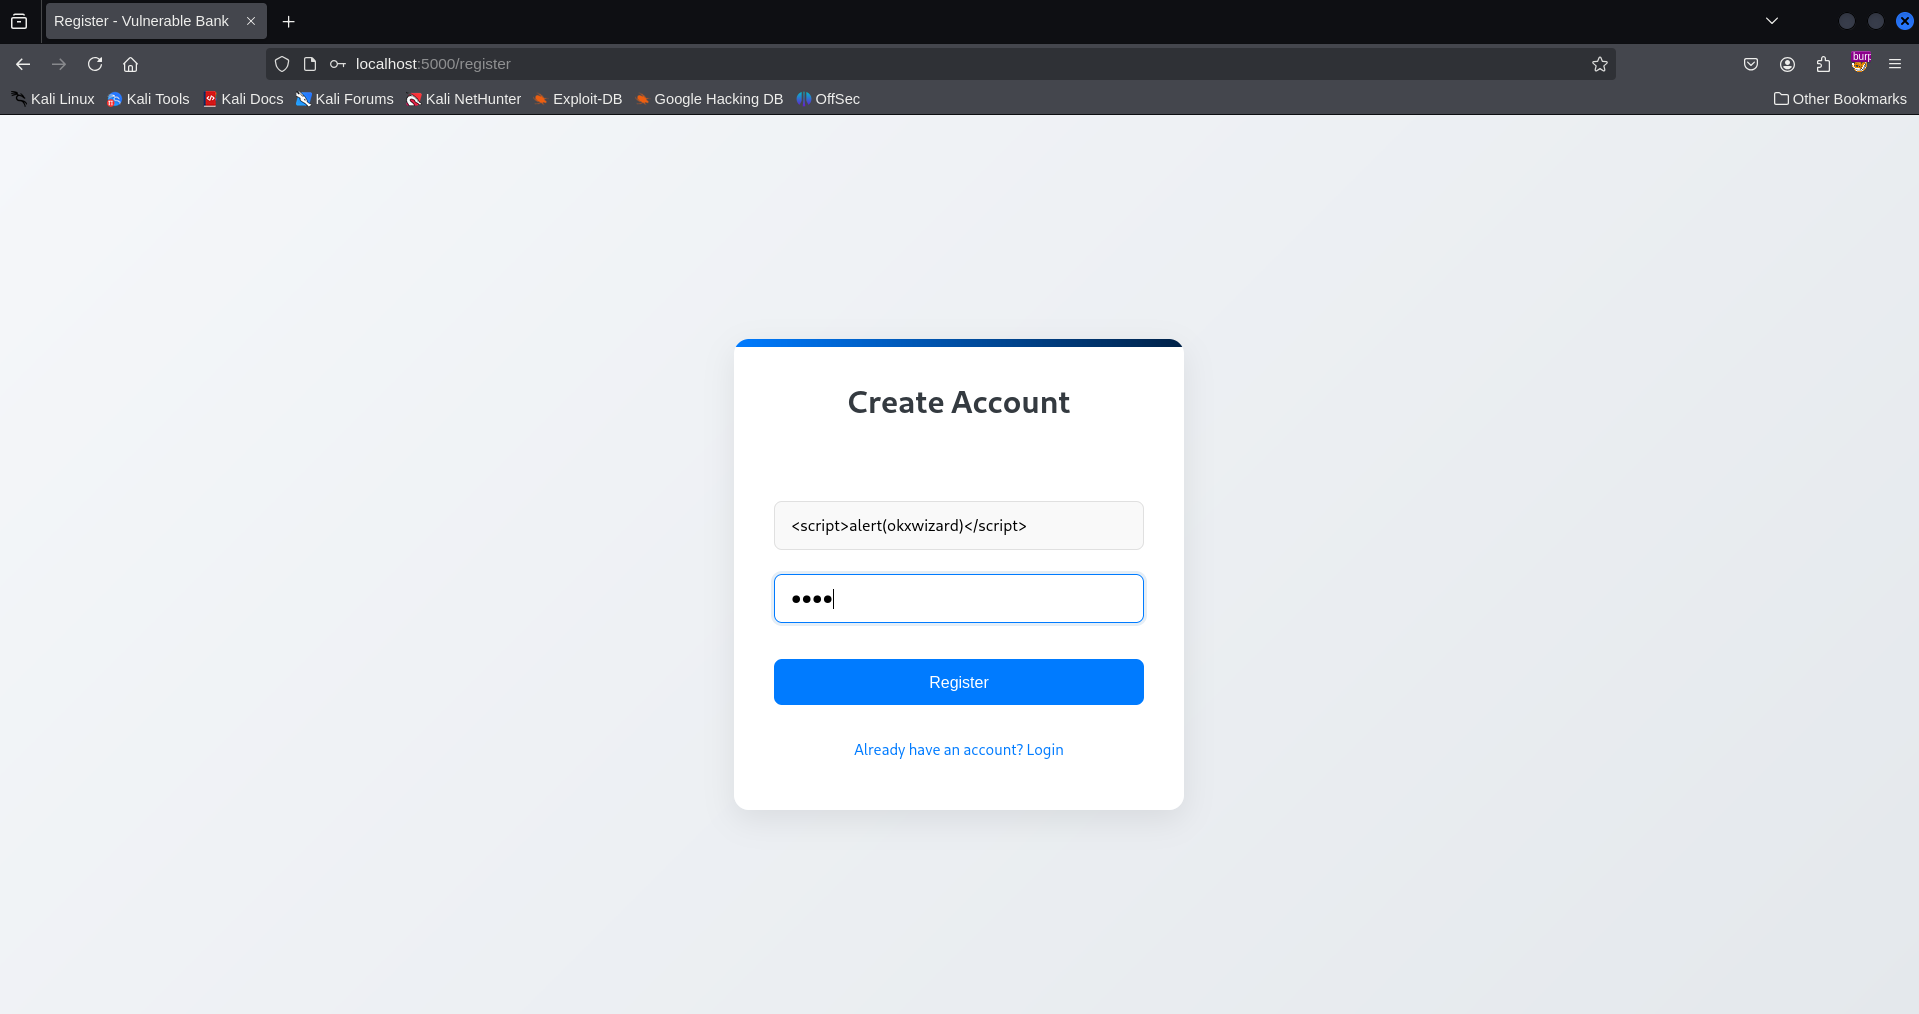 Register - Vulnerable Bank
localhost:5000/register
burp
Kali Linux Kali Tools Kali Docs Kali Forums Kali NetHunter Exploit-DB Google Hacking DB OffSec Other Bookmarks
Create Account
<script>alert(okxwizard)</script>
Register
Already have an account? Login